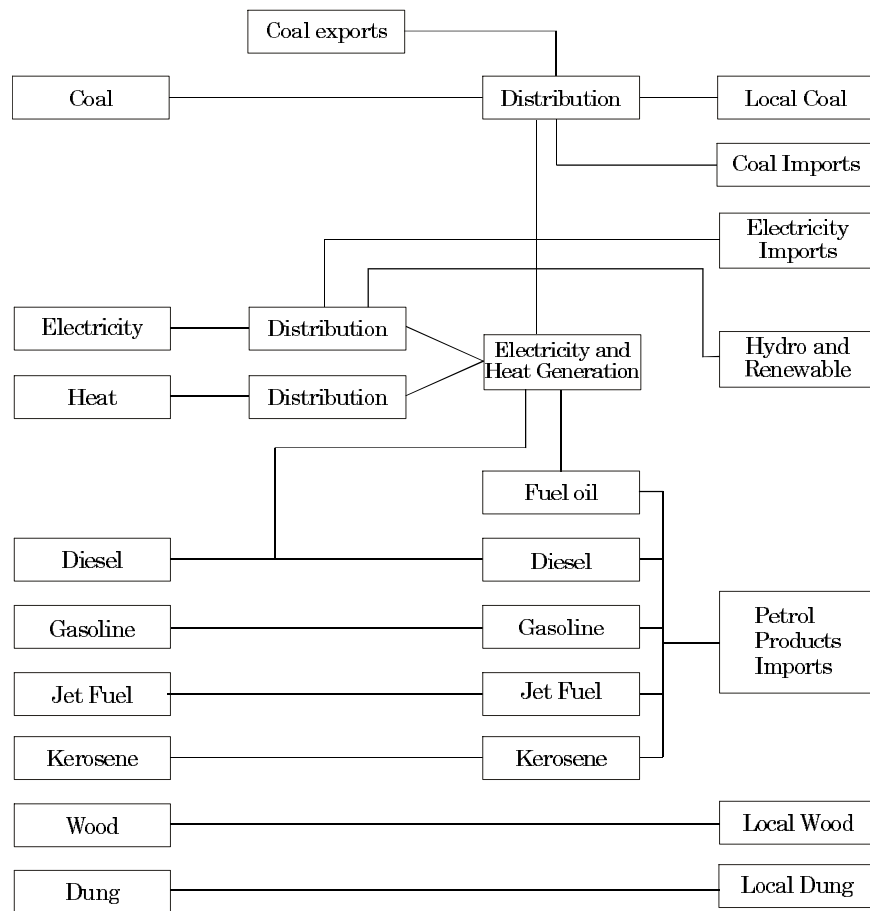 Coal exports
Coal
Distribution
Local Coal
Coal Imports
Electricity
Imports
Electricity
Distribution
Electricity and
Heat Generation
Hydro and
Renewable
Heat
Distribution
Fuel oil
Diesel
Diesel
Gasoline
Gasoline
Petrol
Products
Imports
Jet Fuel
Jet Fuel
Kerosene
Kerosene
Wood
Local Wood
Dung
Local Dung